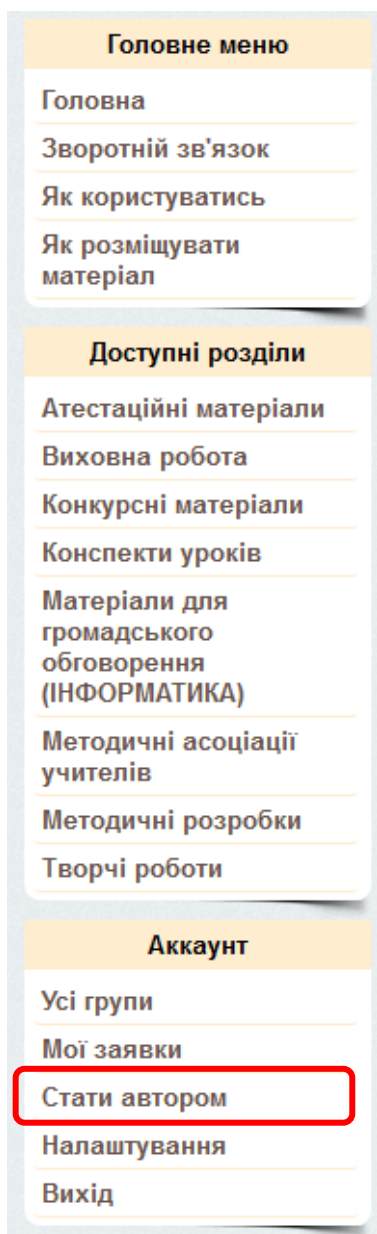 Головне меню
Головна
Зворотній зв'язок
Як користуватись
Як розміщувати
матеріал
Доступні розділи
Атестаційні матеріали
Виховна робота
Конкурсні матеріали
Конспекти уроків
Матеріали для
громадського
обговорення
(ІНФОРМАТИКА)
Методичні асоціації
учителів
Методичні розробки
Творчі роботи
Аккаунт
Усі групи
Мої заявки
Стати автором
Налаштування
Вихід